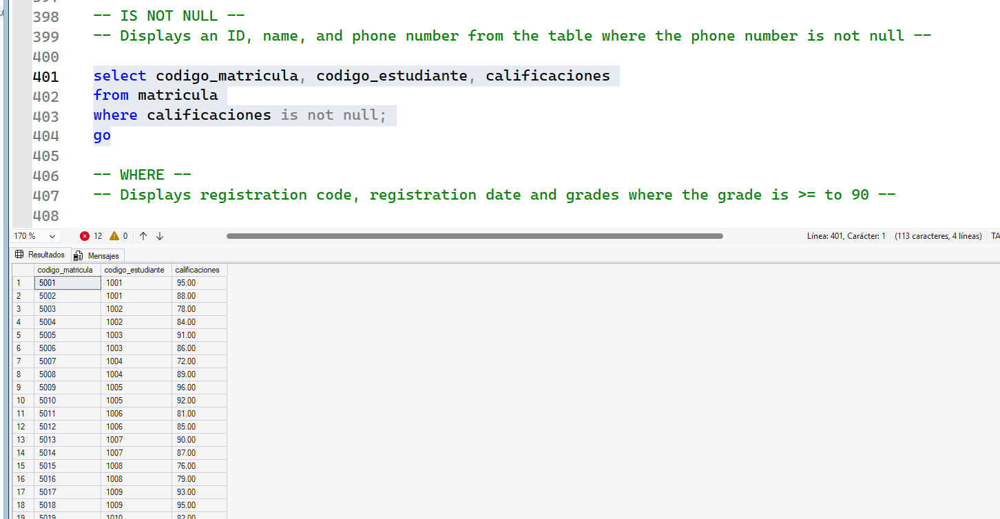 398 -- IS NOT NULL --
399 -- Displays an ID, name, and phone number from the table where the phone number is not null --
400
401 select codigo_matricula, codigo_estudiante, calificaciones
402 from matricula
403 where calificaciones is not null;
404 go
405
406 -- WHERE --
407 -- Displays registration code, registration date and grades where the grade is >= to 90 --
408
170 % 12 0 ↑ ↓ Línea: 401, Carácter: 1 (113 caracteres, 4 líneas) TA
Resultados Mensajes
codigo_matricula codigo_estudiante calificaciones
1 5001 1001 95.00
2 5002 1001 88.00
3 5003 1002 78.00
4 5004 1002 84.00
5 5005 1003 91.00
6 5006 1003 86.00
7 5007 1004 72.00
8 5008 1004 89.00
9 5009 1005 96.00
10 5010 1005 92.00
11 5011 1006 81.00
12 5012 1006 85.00
13 5013 1007 90.00
14 5014 1007 87.00
15 5015 1008 76.00
16 5016 1008 79.00
17 5017 1009 93.00
18 5018 1009 95.00
19 5019 1010 82.00